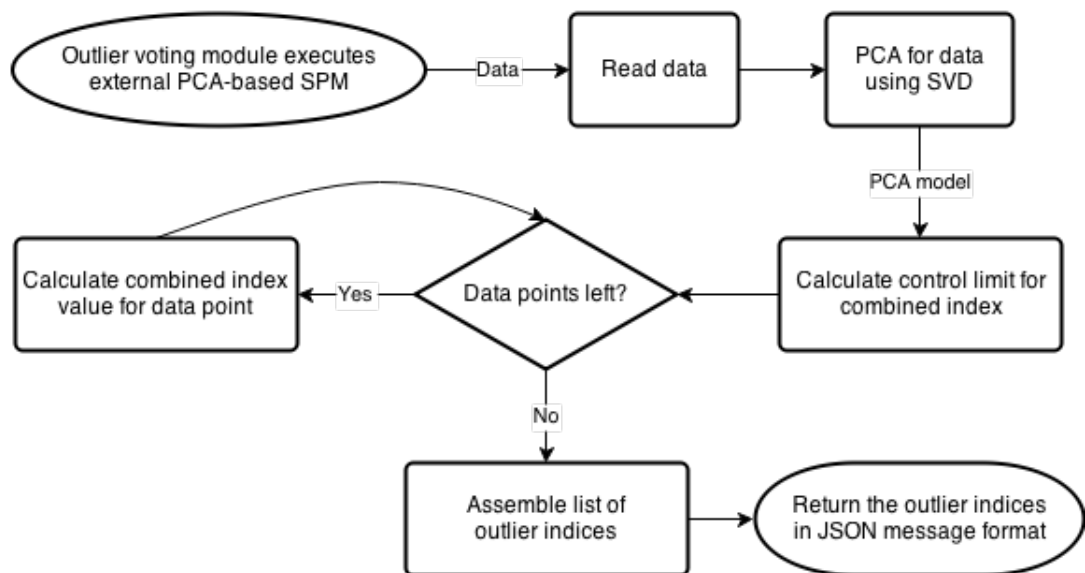 Outlier voting module executes
external PCA-based SPM
Data
Read data
PCA for data
using SVD
PCA model
Calculate control limit for
combined index
Data points left?
Yes
Calculate combined index
value for data point
No
Assemble list of
outlier indices
Return the outlier indices
in JSON message format